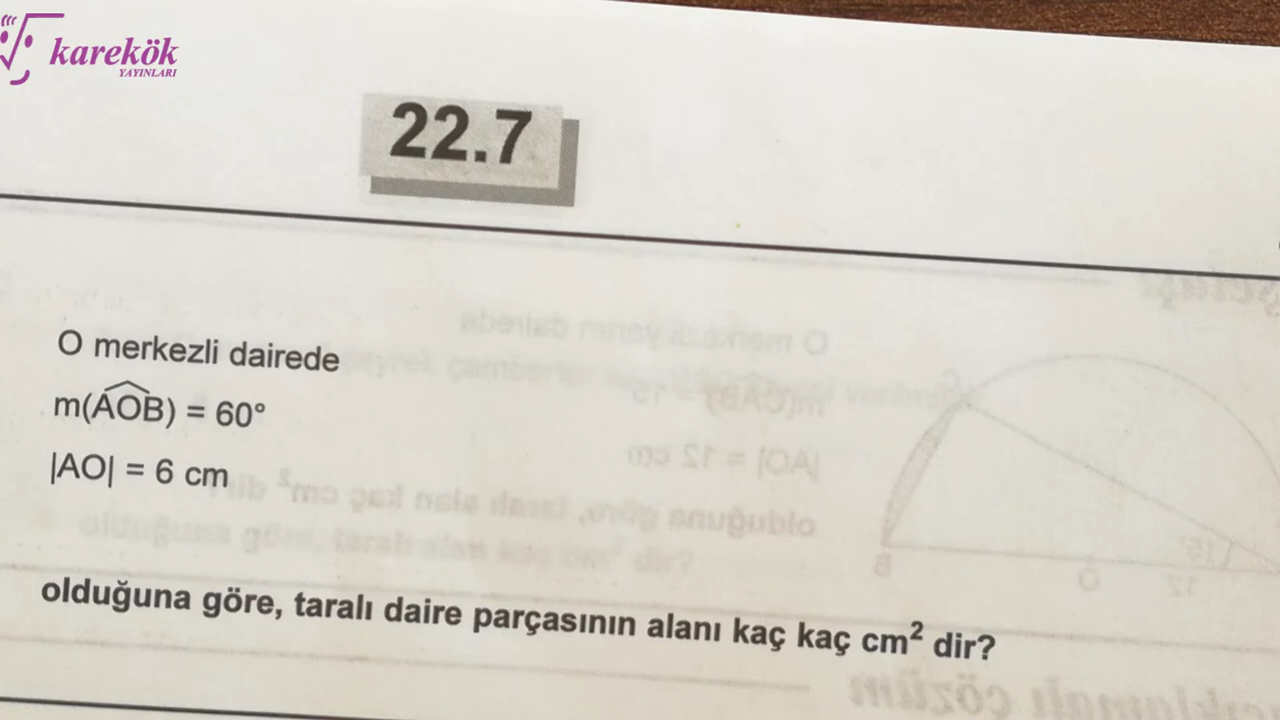 karekök
YAYINLARI
22.7
O merkezli dairede
m(AOB) = 60°
|AO| = 6 cm
olduğuna göre, taralı daire parçasının alanı kaç kaç cm² dir?